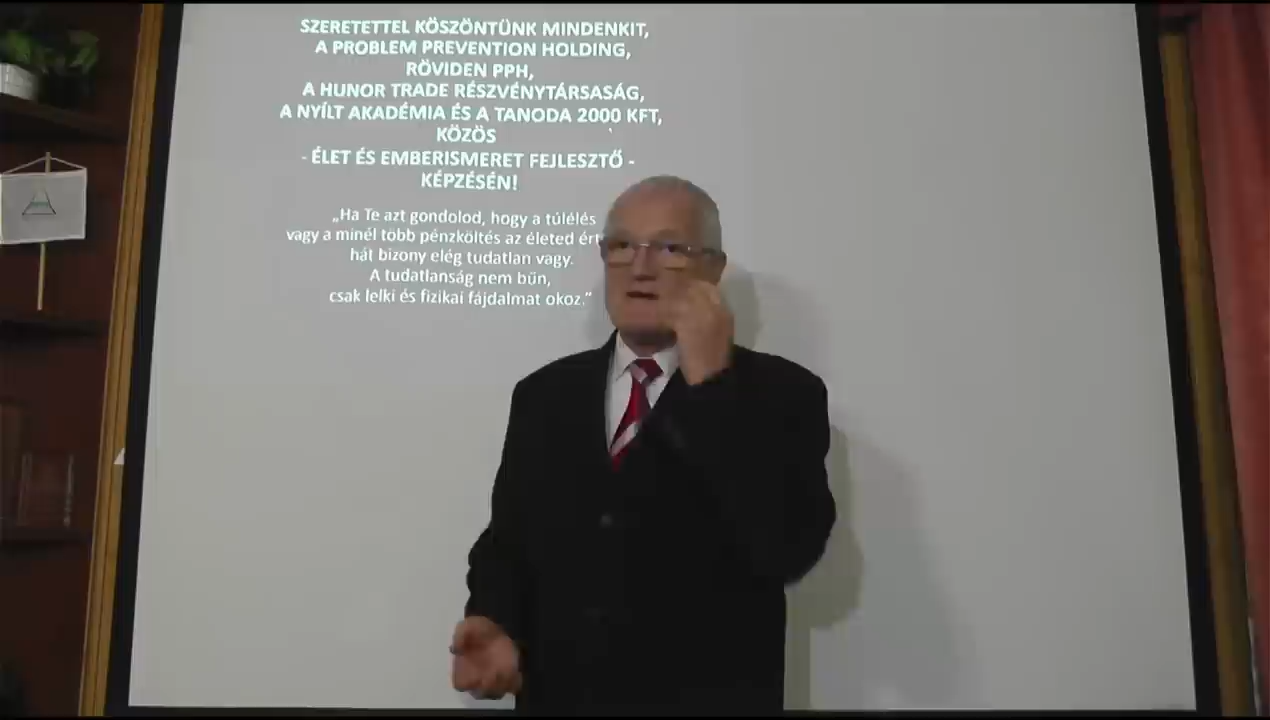 SZERETETTEL KÖSZÖNTÜNK MINDENKIT,
A PROBLEM PREVENTION HOLDING,
RÖVIDEN PPH,
A HUNOR TRADE RÉSZVÉNYTÁRSASÁG,
A NYÍLT AKADÉMIA ÉS A TANODA 2000 KFT,
KÖZÖS
- ÉLET ÉS EMBERISMERET FEJLESZTŐ -
KÉPZÉSÉN!
„Ha Te azt gondolod, hogy a túlélés
vagy a minél több pénzköltés az életed
hát bizony elég tudatlan vagy.
A tudatlanság nem bűn,
csak lelki és fizikai fájdalmat okoz."